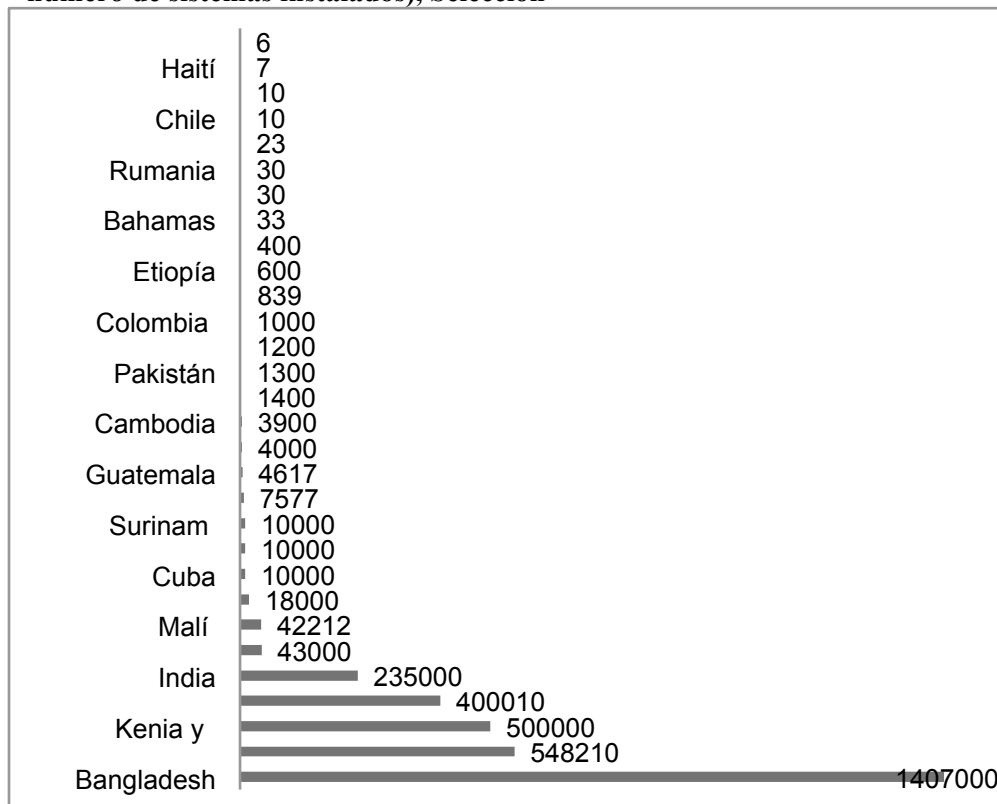 número de sistemas instalados), Selección
6
Haití 7
10
Chile 10
23
Rumania 30
30
Bahamas 33
400
Etiopía 600
839
Colombia 1000
1200
Pakistán 1300
1400
Cambodia 3900
4000
Guatemala 4617
7577
Surinam 10000
10000
Cuba 10000
18000
Malí 42212
43000
India 235000
400010
Kenia y 500000
548210
Bangladesh 1407000